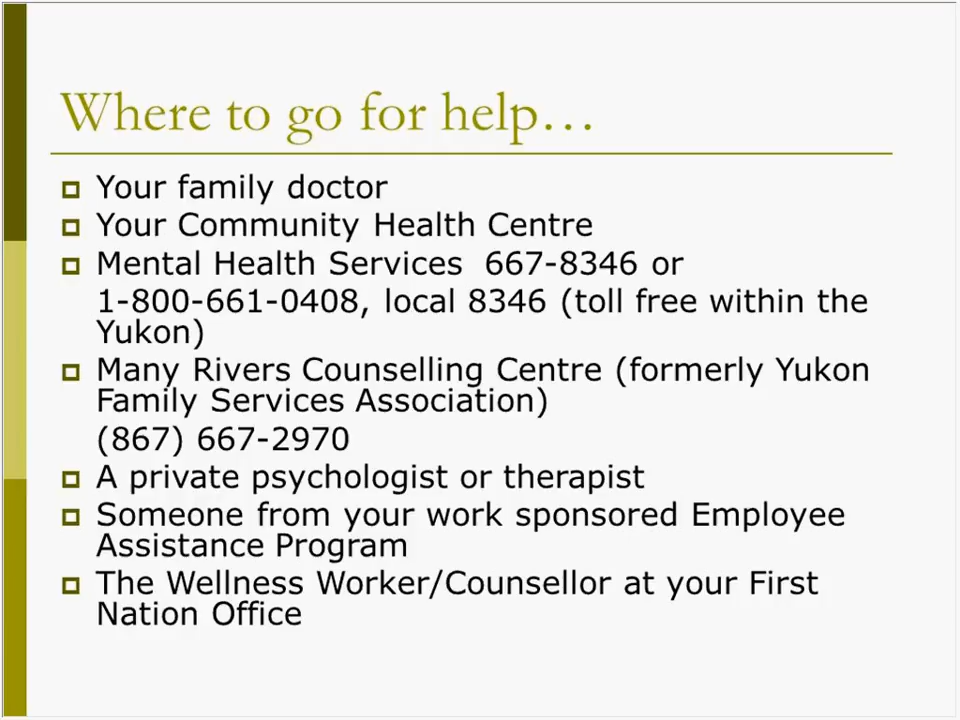 Where to go for help…
Your family doctor
Your Community Health Centre
Mental Health Services  667-8346 or
1-800-661-0408, local 8346 (toll free within the
Yukon)
Many Rivers Counselling Centre (formerly Yukon
Family Services Association)
(867) 667-2970
A private psychologist or therapist
Someone from your work sponsored Employee
Assistance Program
The Wellness Worker/Counsellor at your First
Nation Office